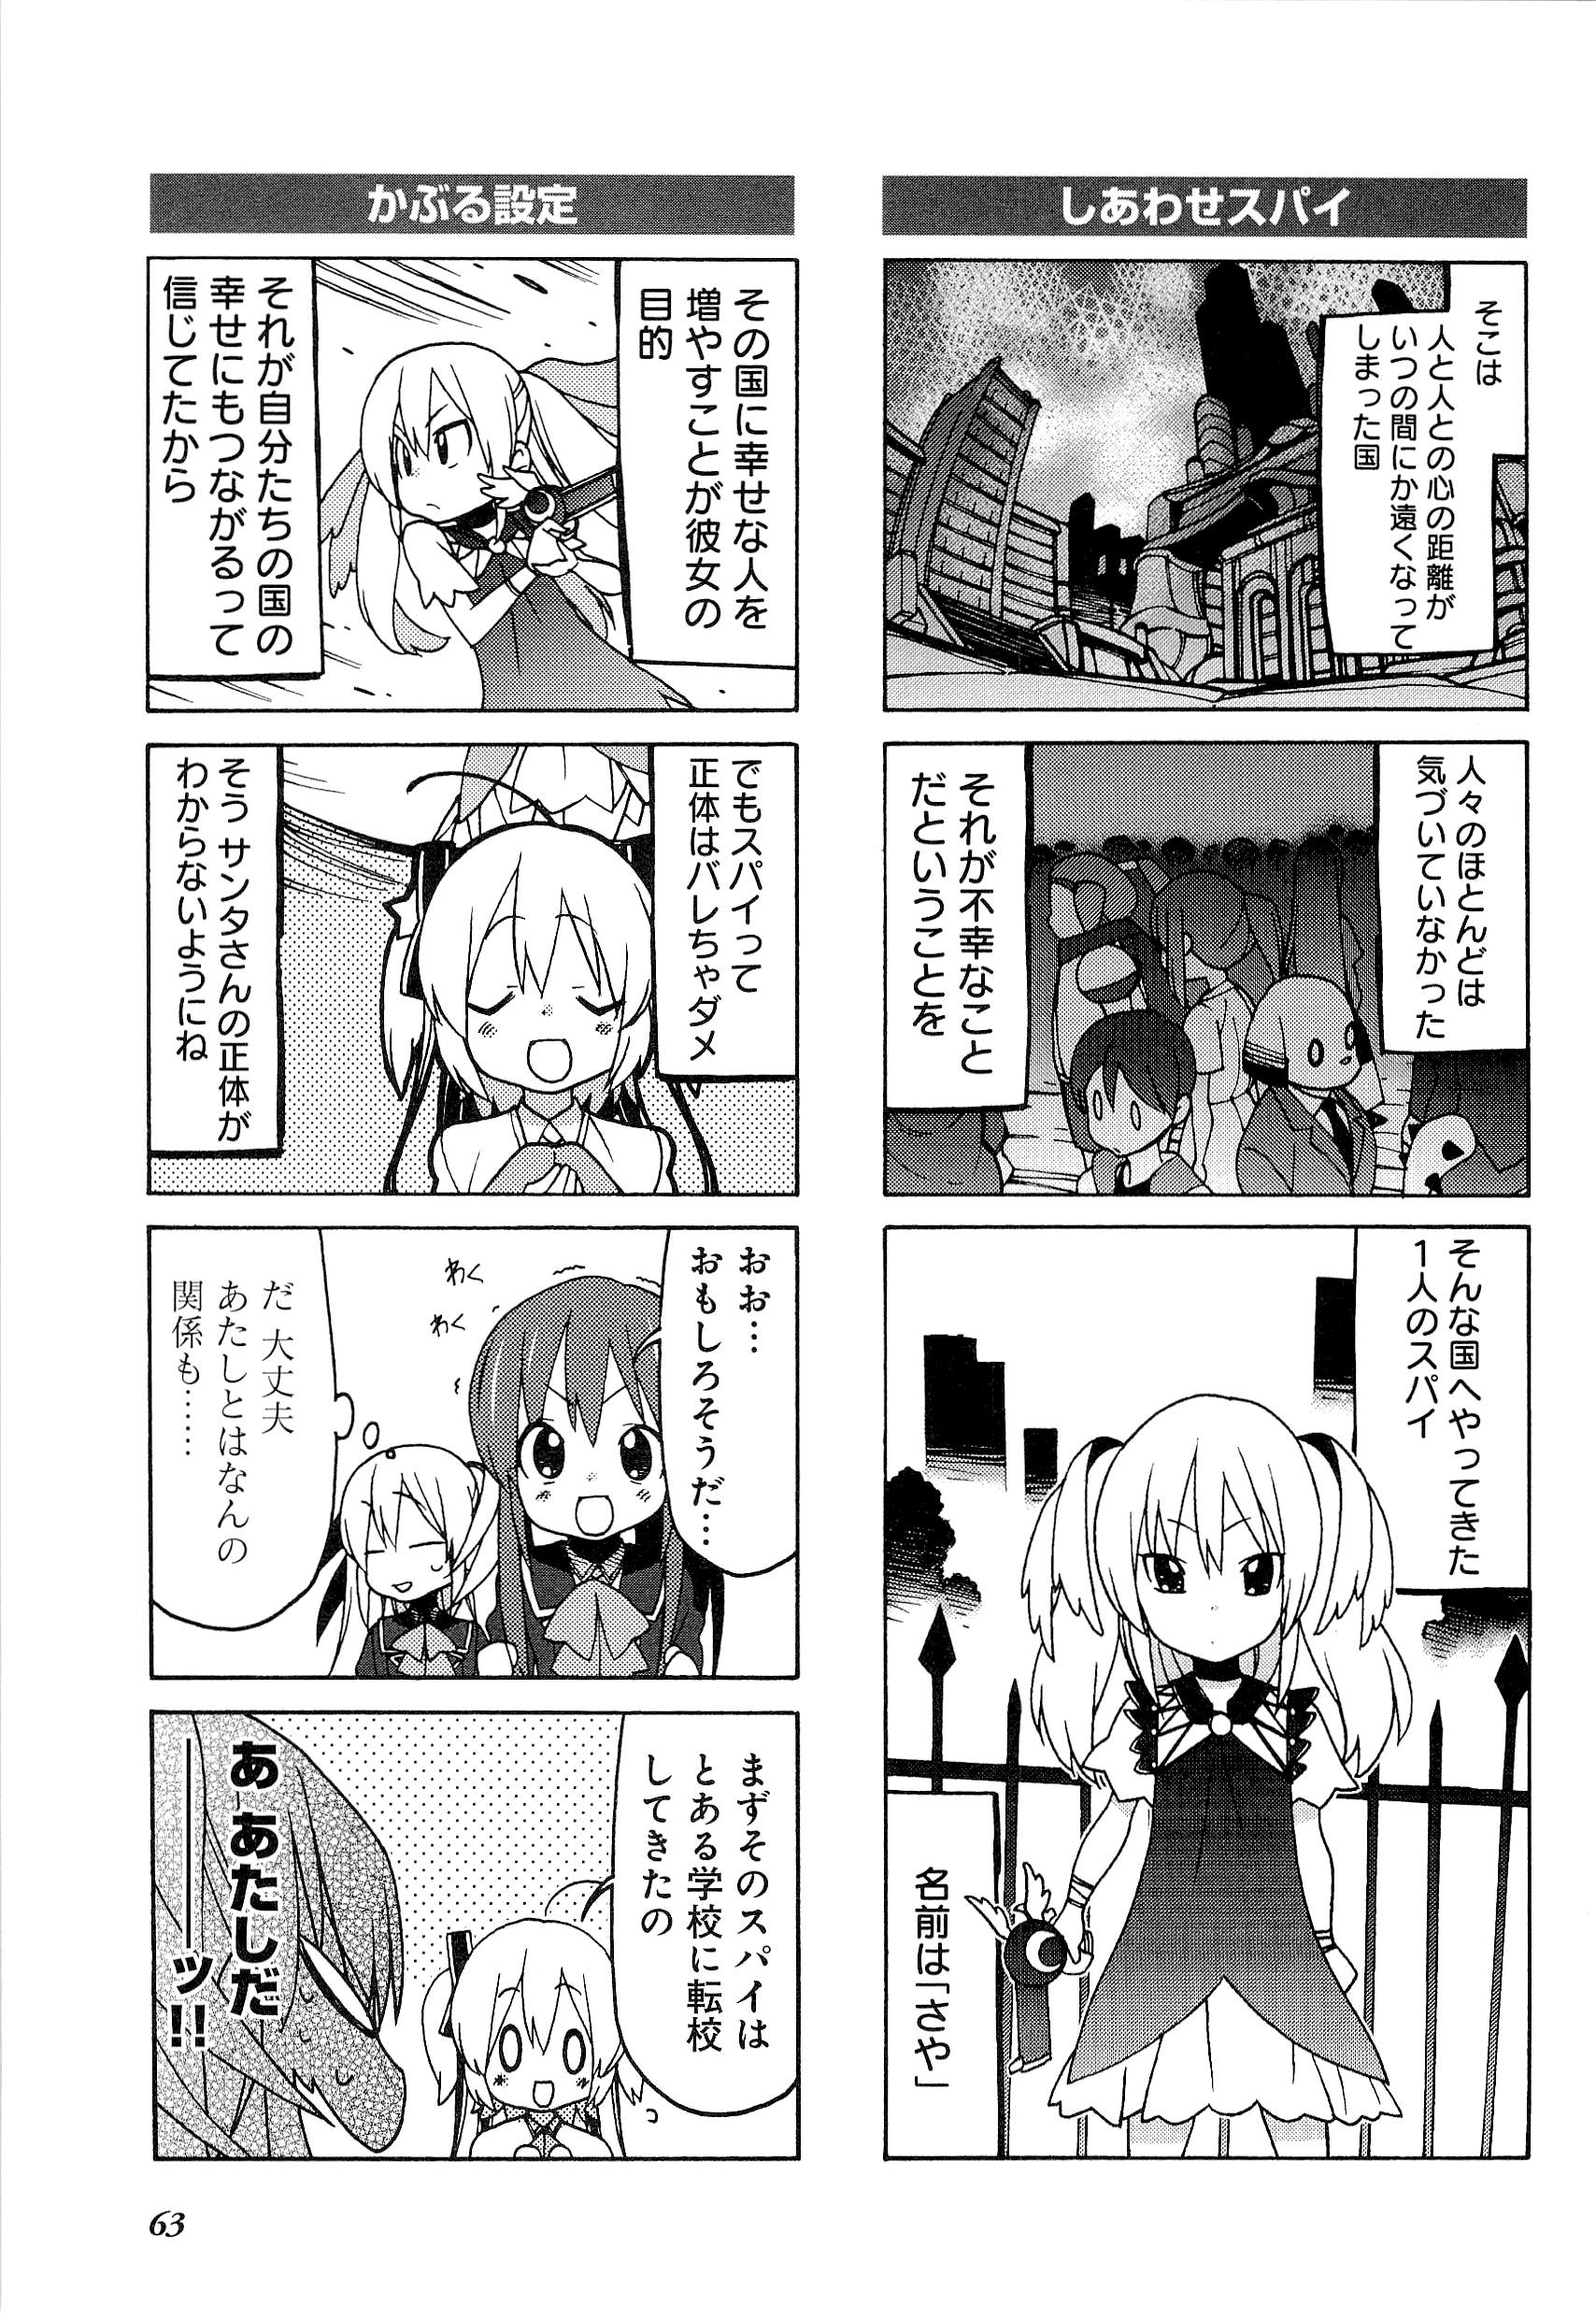 しあわせスパイ
そこは
人と人との心の距離が
いつの間にか遠くなって
しまった国
人々のほとんどは
気づいていなかった
それが不幸なこと
だということを
そんな国へやってきた
1人のスパイ
名前は「さや」
かぶる設定
その国に幸せな人を
増やすことが彼女の
目的
それが自分たちの国の
幸せにもつながるって
信じてたから
でもスパイって
正体はバレちゃダメ
そう サンタさんの正体が
わからないようにね
おお…
おもしろそうだ…
わく
わく
だ 大丈夫
あたしとはなんの
関係も……
まずそのスパイは
とある学校に転校
してきたの
あ あたしだ
――ッ!!
63